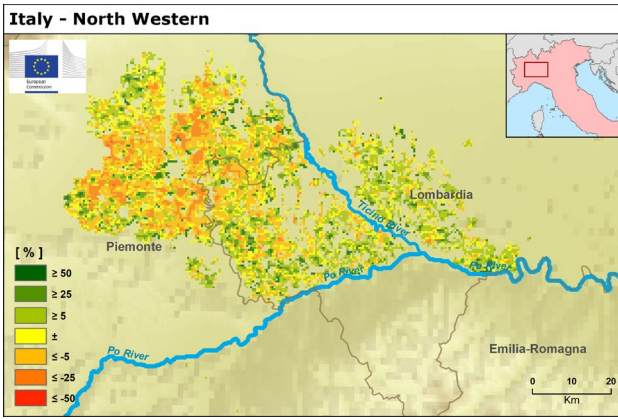 Italy - North Western
European
Commission
Lombardia
Ticino River
Piemonte
Po River
Po River
Po River
Emilia-Romagna
[ % ]
≥ 50
≥ 25
≥ 5
±
≤ -5
≤ -25
≤ -50
0 10 20
Km